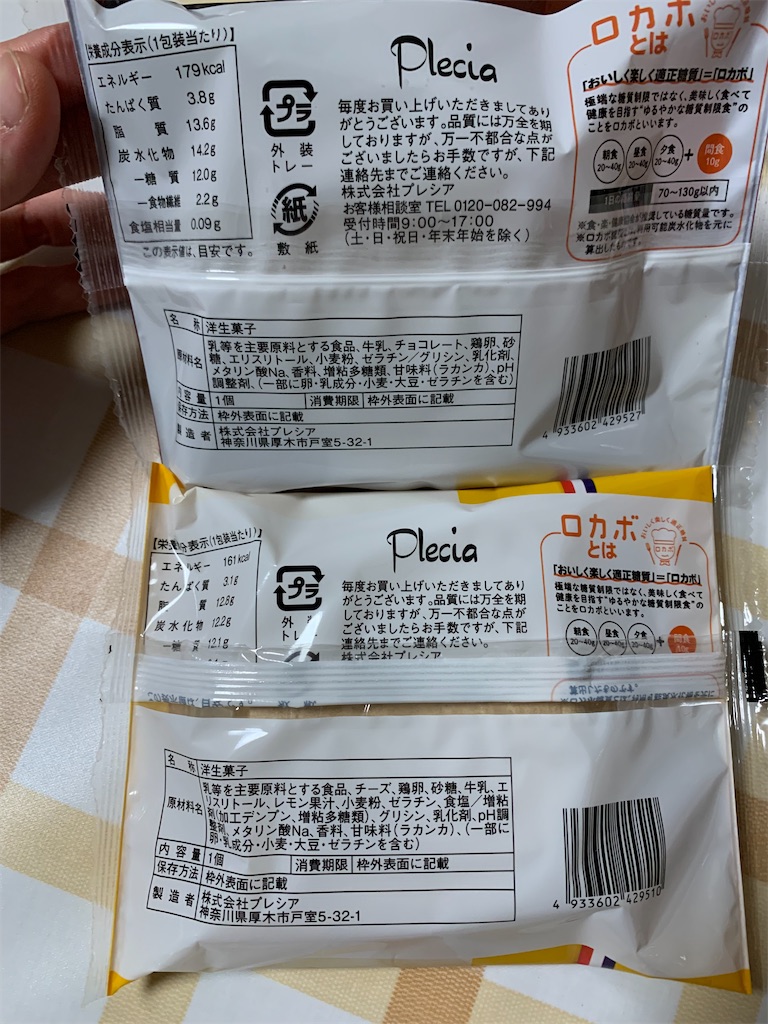 栄養成分表示(1包装当たり)
エネルギー 179kcal
たんぱく質 3.8g
脂質 13.6g
炭水化物 14.2g
―糖質 12.0g
―食物繊維 2.2g
食塩相当量 0.09g
この表示値は、目安です。
プラ
外装
トレー
紙
敷紙
Plecia
毎度お買い上げいただきましてあり
がとうございます。品質には万全を期
しておりますが、万一不都合な点が
ございましたらお手数ですが、下記
連絡先までご連絡ください。
株式会社プレシア
お客様相談室 TEL 0120-082-994
受付時間9:00〜17:00
(土・日・祝日・年末年始を除く)
ロカボ
とは
「おいしく楽しく適正糖質」=「ロカボ」
極端な糖質制限ではなく、美味しく食べて
健康を目指す"ゆるやかな糖質制限食"の
ことをロカボといいます。
朝食 20〜40g 昼食 20〜40g 夕食 20〜40g + 間食 10g
70〜130g以内
名称 洋生菓子
原材料名 乳等を主要原料とする食品、牛乳、チョコレート、鶏卵、砂
糖、エリスリトール、小麦粉、ゼラチン/グリシン、乳化剤、
メタリン酸Na、香料、増粘多糖類、甘味料(ラカンカ)、pH
調整剤、(一部に卵・乳成分・小麦・大豆・ゼラチンを含む)
内容量 1個 消費期限 枠外表面に記載
保存方法 枠外表面に記載
製造者 株式会社プレシア
神奈川県厚木市戸室5-32-1
4 933602 429527
栄養成分表示(1包装当たり)
エネルギー 161kcal
たんぱく質 3.1g
脂質 12.8g
炭水化物 12.2g
―糖質 12.1g
プラ
外装
トレー
Plecia
毎度お買い上げいただきましてあり
がとうございます。品質には万全を期
しておりますが、万一不都合な点が
ございましたらお手数ですが、下記
連絡先までご連絡ください。
株式会社プレシア
ロカボ
とは
おいしく楽しく適正糖質
「おいしく楽しく適正糖質」=「ロカボ」
極端な糖質制限ではなく、美味しく食べて
健康を目指す"ゆるやかな糖質制限食"の
ことをロカボといいます。
朝食 20〜40g 昼食 20〜40g 夕食 20〜40g + 間食
名称 洋生菓子
原材料名 乳等を主要原料とする食品、チーズ、鶏卵、砂糖、牛乳、エ
リスリトール、レモン果汁、小麦粉、ゼラチン、食塩/増粘
剤(加工デンプン、増粘多糖類)、グリシン、乳化剤、pH調
整剤、メタリン酸Na、香料、甘味料(ラカンカ)、(一部に
卵・乳成分・小麦・大豆・ゼラチンを含む)
内容量 1個 消費期限 枠外表面に記載
保存方法 枠外表面に記載
製造者 株式会社プレシア
神奈川県厚木市戸室5-32-1
4 933602 429510